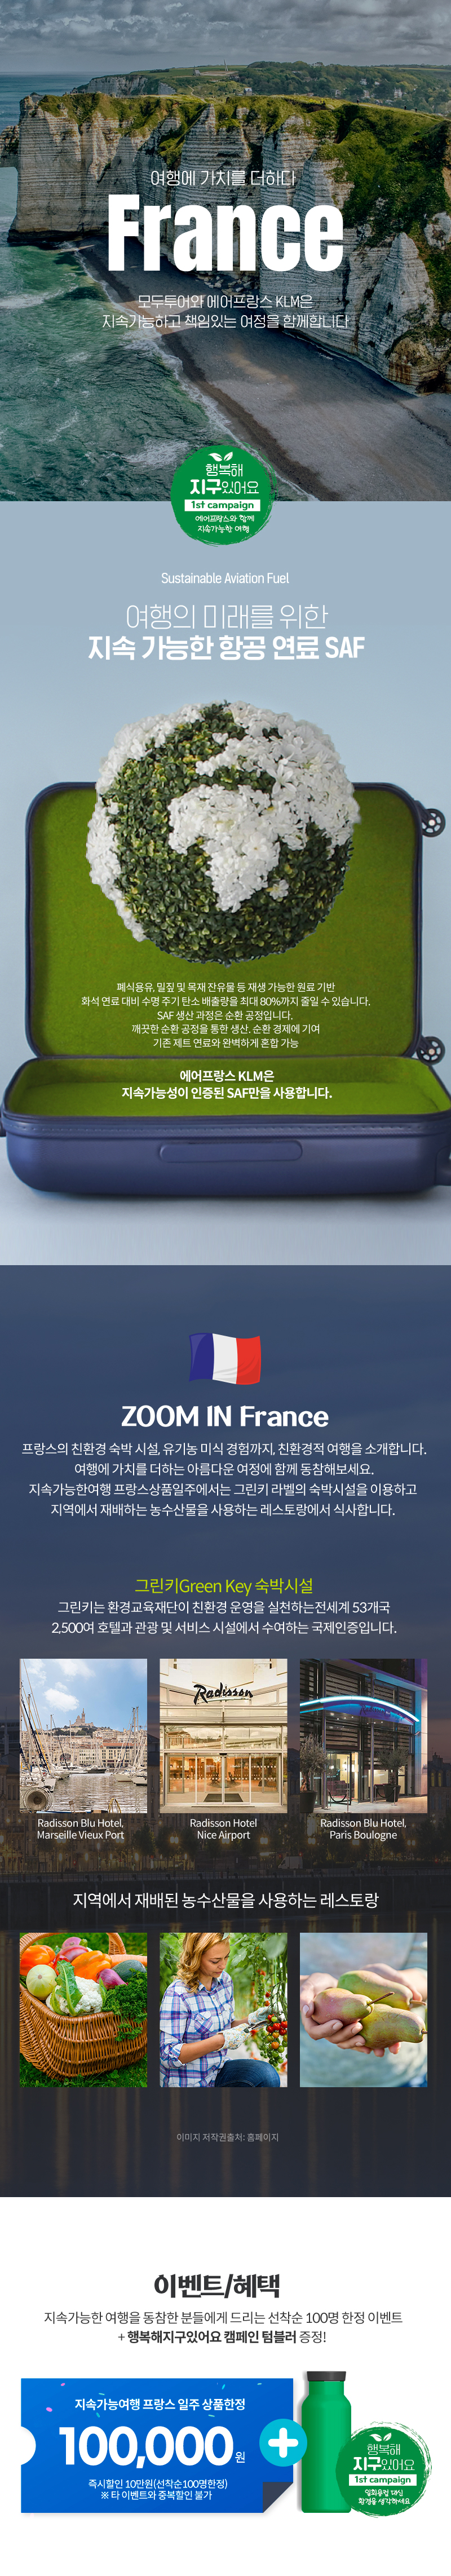 여행에 가치를 더하다
France
모두투어와 에어프랑스 KLM은
지속가능하고 책임있는 여정을 함께합니다
행복해
지구있어요
1st campaign
에어프랑스와 함께
지속가능한 여행
Sustainable Aviation Fuel
여행의 미래를 위한
지속 가능한 항공 연료 SAF
폐식용유, 밀짚 및 목재 잔유물 등 재생 가능한 원료 기반
화석 연료 대비 수명 주기 탄소 배출량을 최대 80%까지 줄일 수 있습니다.
SAF 생산 과정은 순환 공정입니다.
깨끗한 순환 공정을 통한 생산. 순환 경제에 기여
기존 제트 연료와 완벽하게 혼합 가능
에어프랑스 KLM은
지속가능성이 인증된 SAF만을 사용합니다.
ZOOM IN France
프랑스의 친환경 숙박 시설, 유기농 미식 경험까지, 친환경적 여행을 소개합니다.
여행에 가치를 더하는 아름다운 여정에 함께 동참해보세요.
지속가능한여행 프랑스상품일주에서는 그린키 라벨의 숙박시설을 이용하고
지역에서 재배하는 농수산물을 사용하는 레스토랑에서 식사합니다.
그린키Green Key 숙박시설
그린키는 환경교육재단이 친환경 운영을 실천하는전세계 53개국
2,500여 호텔과 관광 및 서비스 시설에서 수여하는 국제인증입니다.
Radisson
Radisson Blu Hotel,
Marseille Vieux Port
Radisson Hotel
Nice Airport
Radisson Blu Hotel,
Paris Boulogne
지역에서 재배된 농수산물을 사용하는 레스토랑
이미지 저작권출처: 홈페이지
이벤트/혜택
지속가능한 여행을 동참한 분들에게 드리는 선착순 100명 한정 이벤트
+ 행복해지구있어요 캠페인 텀블러 증정!
지속가능여행 프랑스 일주 상품한정
100,000원
즉시할인 10만원(선착순100명한정)
※ 타 이벤트와 중복할인 불가
행복해
지구있어요
1st campaign
일회용컵 대신
환경을 생각하세요